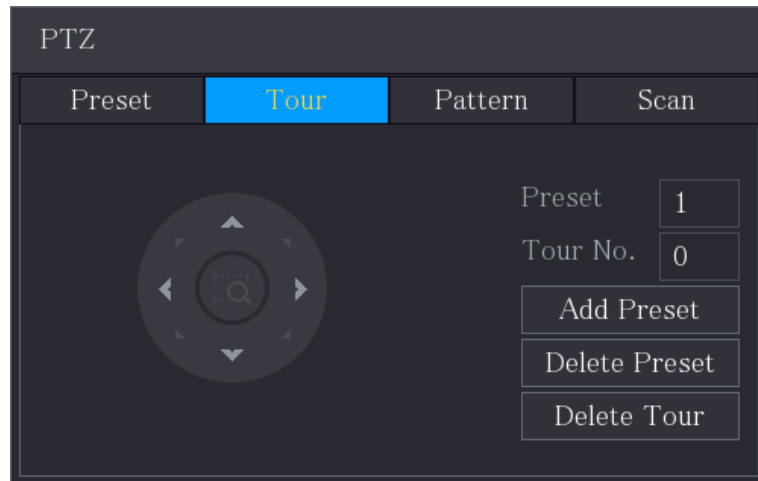 PTZ
Preset Tour Pattern Scan
Preset 1
Tour No. 0
Add Preset
Delete Preset
Delete Tour